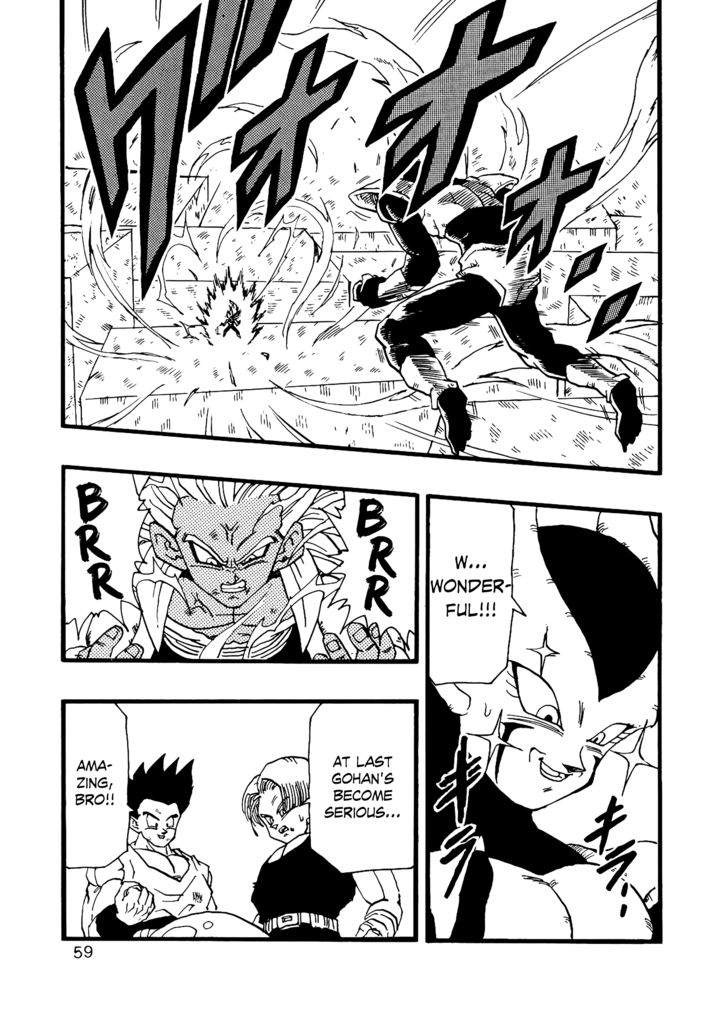 グオオオ
W...
WONDER-
FUL!!!
キラ
キラ
BRR
BRR
AT LAST
GOHAN'S
BECOME
SERIOUS...
AMA-
ZING,
BRO!!
59